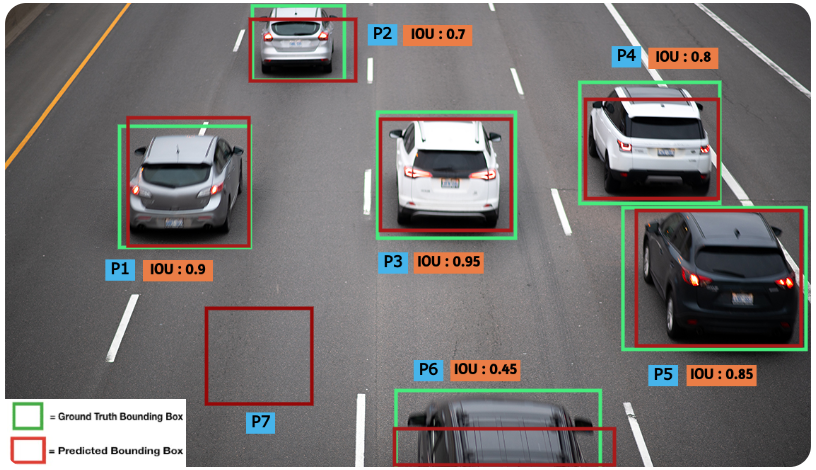 P2 IOU : 0.7
P4 IOU : 0.8
P1 IOU : 0.9
P3 IOU : 0.95
P6 IOU : 0.45
P5 IOU : 0.85
P7
= Ground Truth Bounding Box
= Predicted Bounding Box